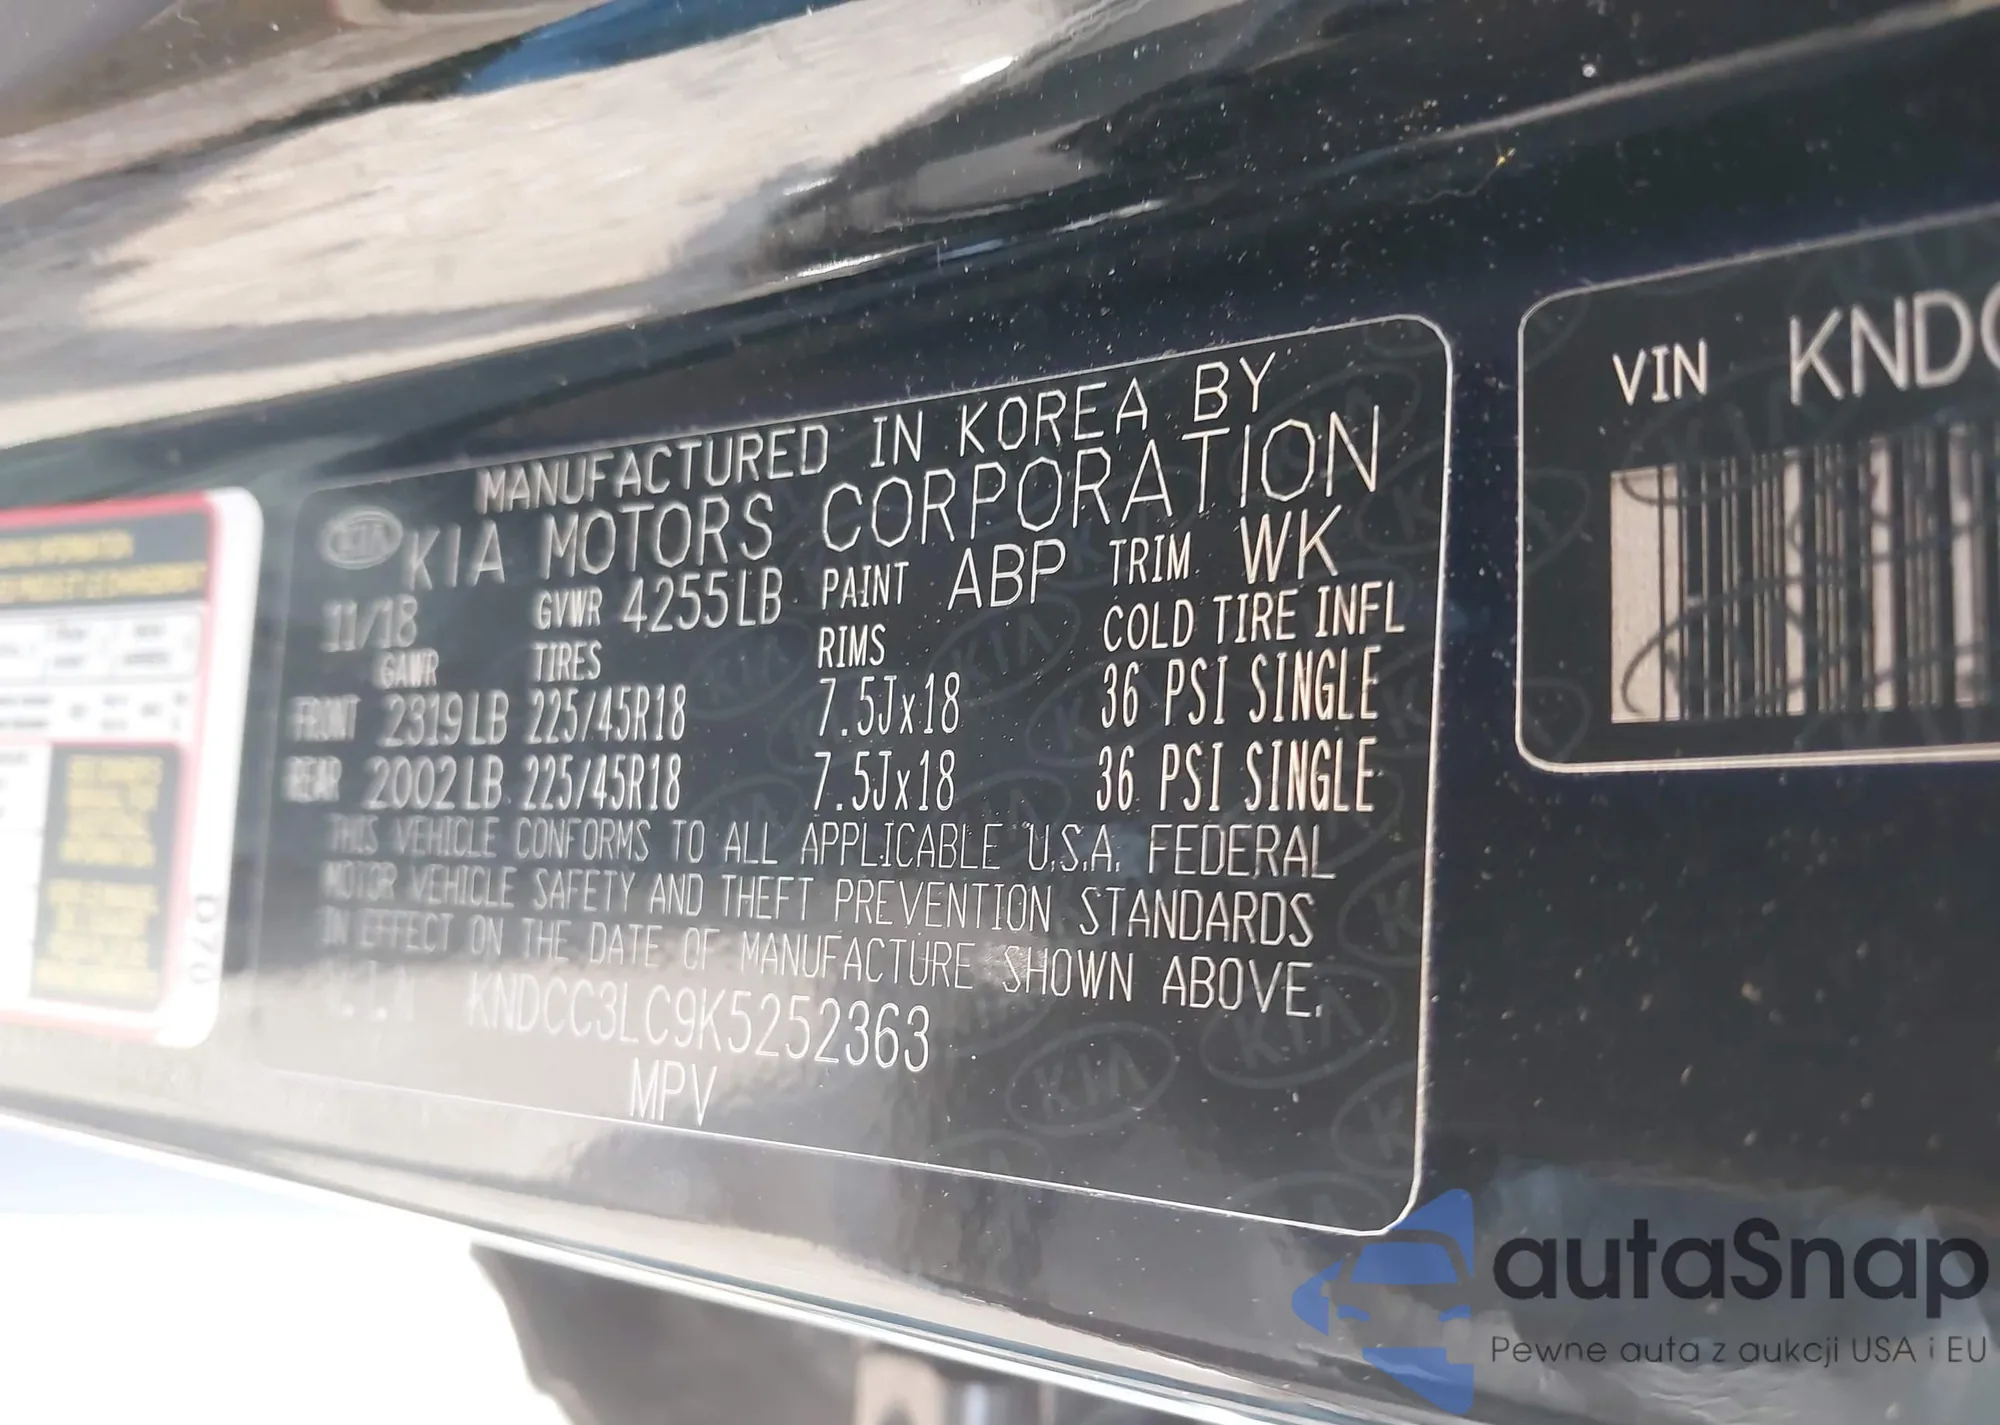 MANUFACTURED IN KOREA BY
KIA KIA MOTORS CORPORATION
11/18 GVWR 4255LB PAINT ABP TRIM WK
GAWR TIRES RIMS COLD TIRE INFL
FRONT 2319LB 225/45R18 7.5Jx18 36 PSI SINGLE
REAR 2002LB 225/45R18 7.5Jx18 36 PSI SINGLE
THIS VEHICLE CONFORMS TO ALL APPLICABLE U.S.A. FEDERAL
MOTOR VEHICLE SAFETY AND THEFT PREVENTION STANDARDS
IN EFFECT ON THE DATE OF MANUFACTURE SHOWN ABOVE.
KNDCC3LC9K5252363
MPV
VIN KNDC
D70
autaSnap
Pewne auta z aukcji USA i EU